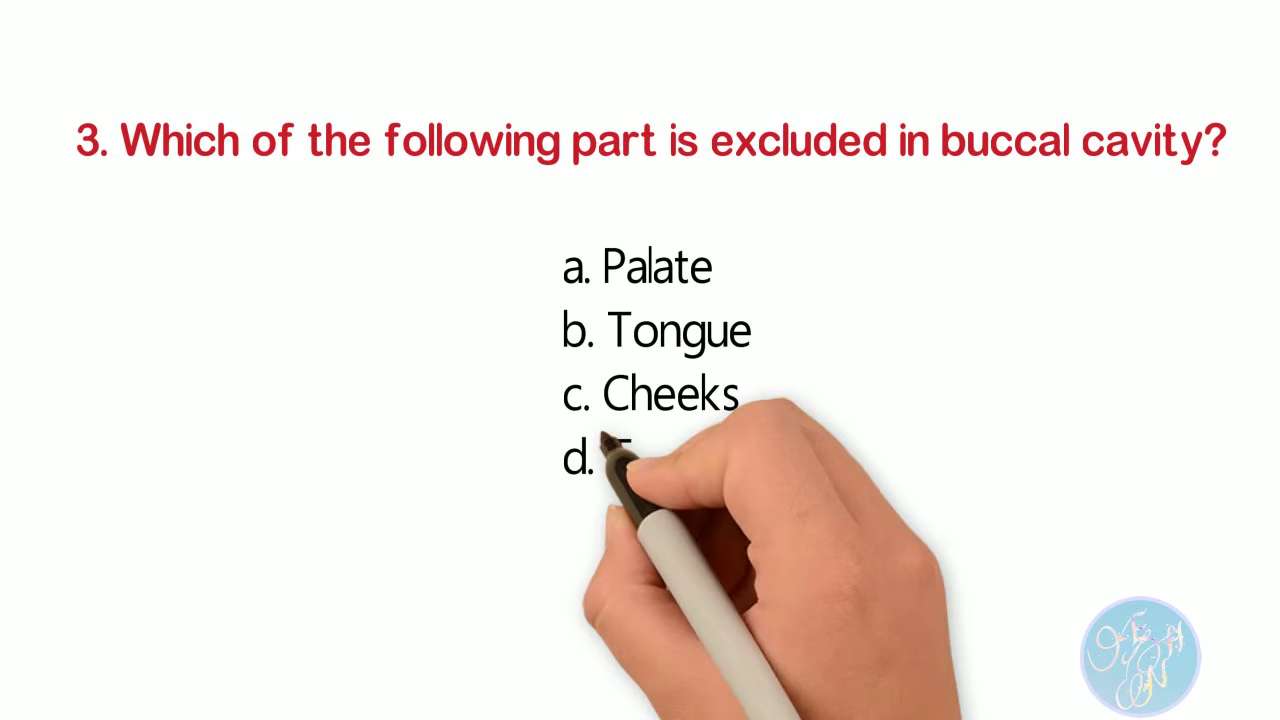 3. Which of the following part is excluded in buccal cavity?
a. Palate
b. Tongue
c. Cheeks
d.